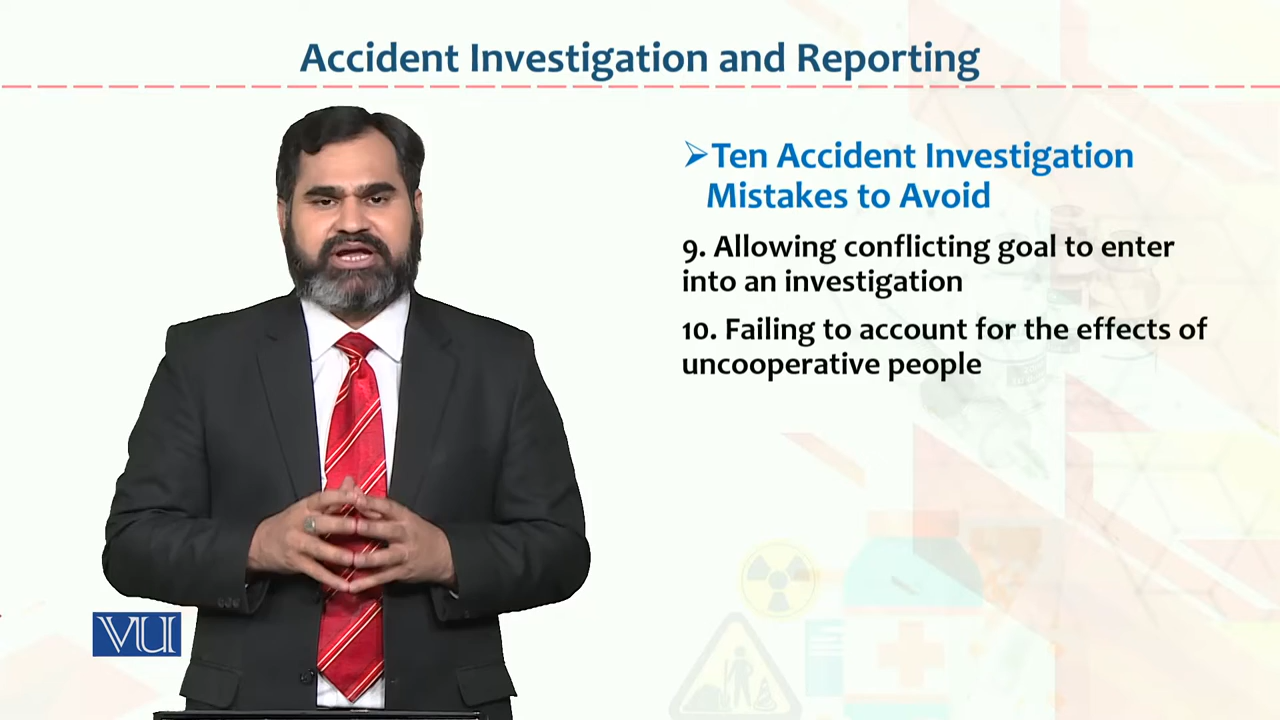 Accident Investigation and Reporting
➢Ten Accident Investigation
Mistakes to Avoid
9. Allowing conflicting goal to enter
into an investigation
10. Failing to account for the effects of
uncooperative people
VU